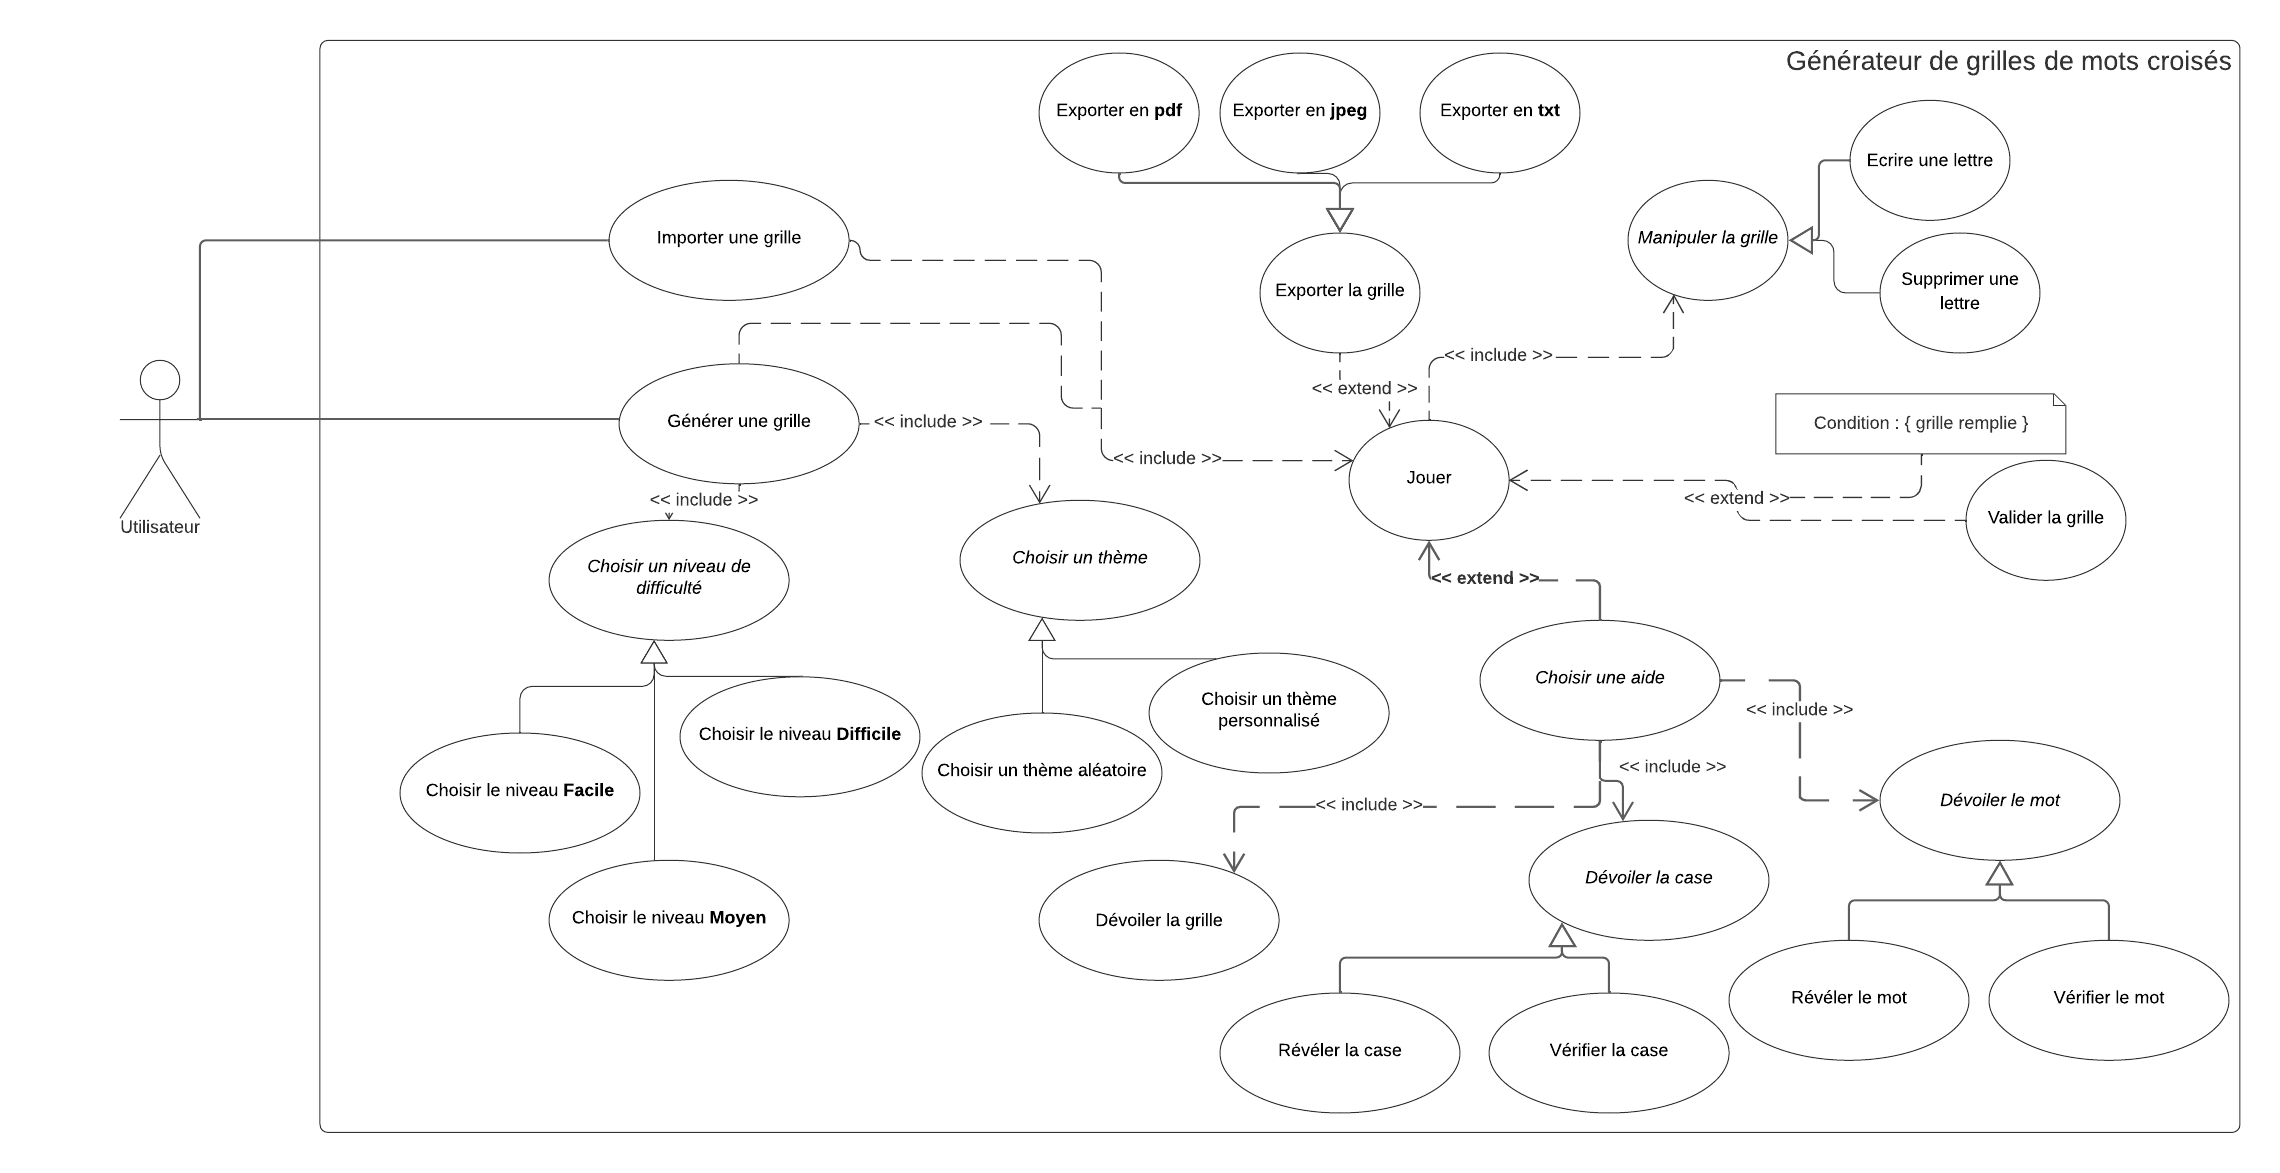 Générateur de grilles de mots croisés
Exporter en pdf
Exporter en jpeg
Exporter en txt
Ecrire une lettre
Importer une grille
Manipuler la grille
Exporter la grille
Supprimer une
lettre
<< include >>
<< extend >>
Générer une grille
<< include >>
Condition : { grille remplie }
<< include >>
Jouer
<< include >>
<< extend >>
Valider la grille
Utilisateur
Choisir un niveau de
difficulté
Choisir un thème
<< extend >>
Choisir une aide
Choisir un thème
personnalisé
<< include >>
Choisir le niveau Difficile
Choisir un thème aléatoire
<< include >>
Choisir le niveau Facile
<< include >>
Dévoiler le mot
Dévoiler la case
Choisir le niveau Moyen
Dévoiler la grille
Révéler le mot
Vérifier le mot
Révéler la case
Vérifier la case